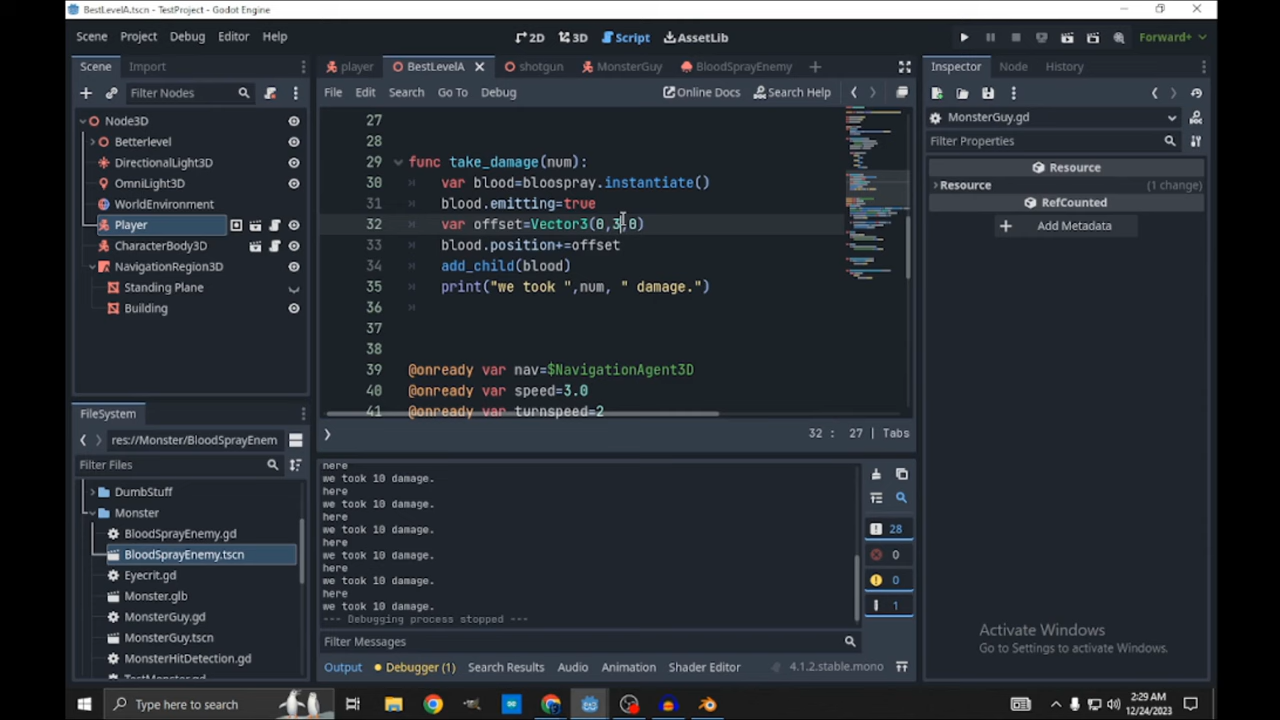 BestLevelA.tscn - TestProject - Godot Engine
Scene Project Debug Editor Help
2D 3D Script AssetLib
Forward+
Scene Import
Filter Nodes
Node3D
Betterlevel
DirectionalLight3D
OmniLight3D
WorldEnvironment
Player
CharacterBody3D
NavigationRegion3D
Standing Plane
Building
FileSystem
res://Monster/BloodSprayEnem
Filter Files
DumbStuff
Monster
BloodSprayEnemy.gd
BloodSprayEnemy.tscn
Eyecrit.gd
Monster.glb
MonsterGuy.gd
MonsterGuy.tscn
MonsterHitDetection.gd
TestMonster.gd
player BestLevelA shotgun MonsterGuy BloodSprayEnemy
File Edit Search Go To Debug Online Docs Search Help
27
28
29 func take_damage(num):
30 var blood=bloospray.instantiate()
31 blood.emitting=true
32 var offset=Vector3(0,3,0)
33 blood.position+=offset
34 add_child(blood)
35 print("we took ",num, " damage.")
36
37
38
39 @onready var nav=$NavigationAgent3D
40 @onready var speed=3.0
41 @onready var turnspeed=2
32 : 27 | Tabs
here
we took 10 damage.
here
we took 10 damage.
here
we took 10 damage.
here
we took 10 damage.
here
we took 10 damage.
here
we took 10 damage.
--- Debugging process stopped ---
28
0
0
1
Filter Messages
Output Debugger (1) Search Results Audio Animation Shader Editor 4.1.2.stable.mono
Inspector Node History
MonsterGuy.gd
Filter Properties
Resource
Resource (1 change)
RefCounted
Add Metadata
Activate Windows
Go to Settings to activate Windows.
Type here to search
2:29 AM
12/24/2023